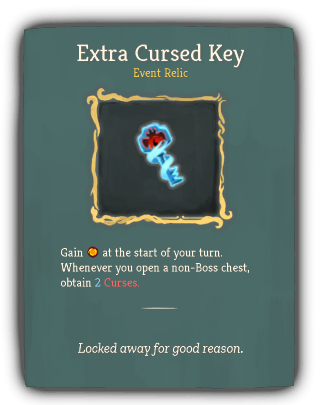 Extra Cursed Key
Event Relic
Gain at the start of your turn.
Whenever you open a non-Boss chest,
obtain 2 Curses.
Locked away for good reason.